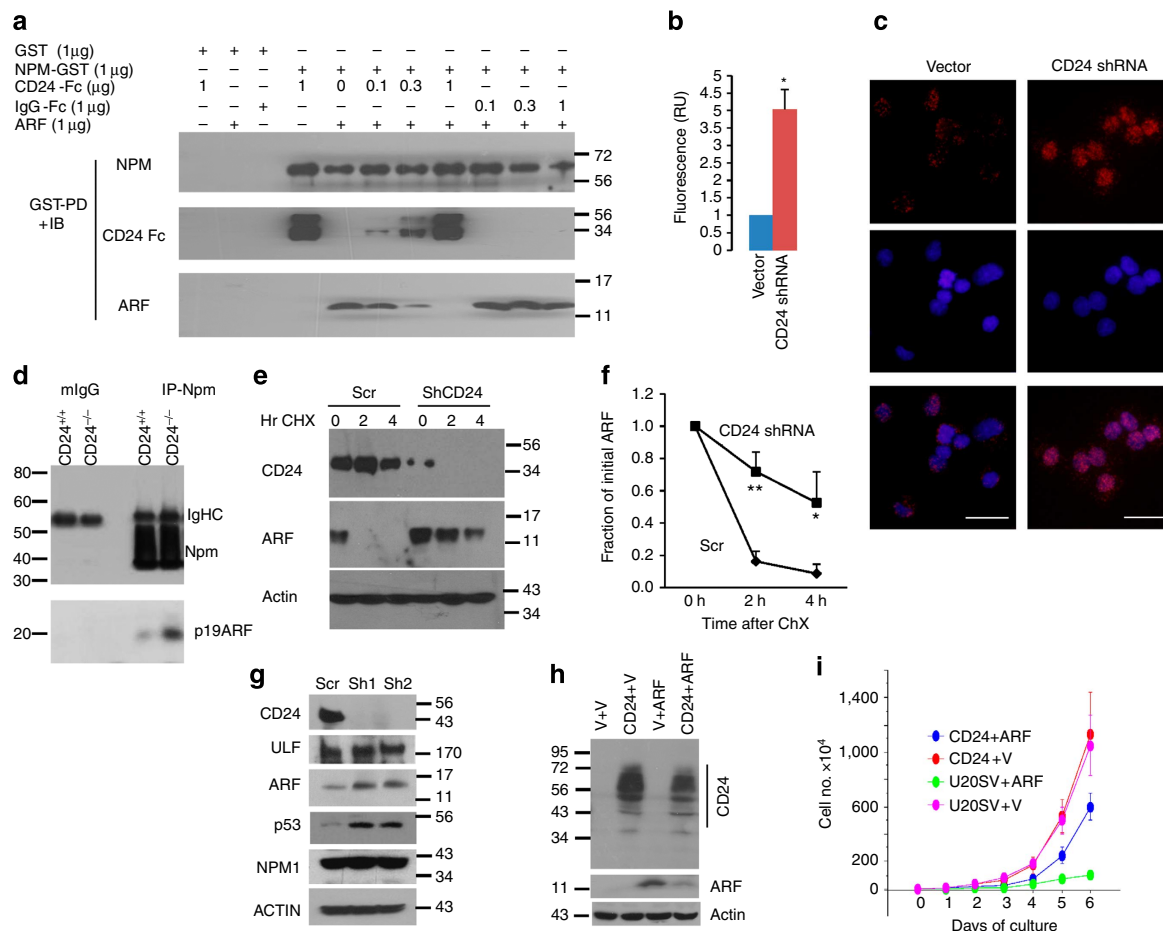 a
GST (1µg) + + + – – – – – – – –
NPM-GST (1µg) – – – + + + + + + + +
CD24-Fc (µg) 1 – – 1 0 0.1 0.3 1 – – –
IgG-Fc (1µg) – – + – – – – – 0.1 0.3 1
ARF (1µg) – + – – + + + + + + +
GST-PD
+IB
NPM
72
56
CD24 Fc
56
34
ARF
17
11
b
Fluorescence (RU)
5
4.5
4
3.5
3
2.5
2
1.5
1
0.5
0
*
Vector
CD24 shRNA
c
Vector CD24 shRNA
d
mIgG IP-Npm
CD24+/+ CD24–/– CD24+/+ CD24–/–
80
60
50
40
30
IgHC
Npm
20
p19ARF
e
Scr ShCD24
Hr CHX 0 2 4 0 2 4
CD24
56
34
ARF
17
11
Actin
43
34
f
Fraction of initial ARF
1.2
1.0
0.8
0.6
0.4
0.2
0.0
CD24 shRNA
**
*
Scr
0 h 2 h 4 h
Time after ChX
g
Scr Sh1 Sh2
CD24
56
43
ULF
170
ARF
17
11
p53
56
NPM1
43
34
ACTIN
43
h
V+V CD24+V V+ARF CD24+ARF
95
72
56
43
34
CD24
11
ARF
43
Actin
i
Cell no. ×10⁴
1,400
1,000
600
200
0
CD24+ARF
CD24+V
U20SV+ARF
U20SV+V
0 1 2 3 4 5 6
Days of culture